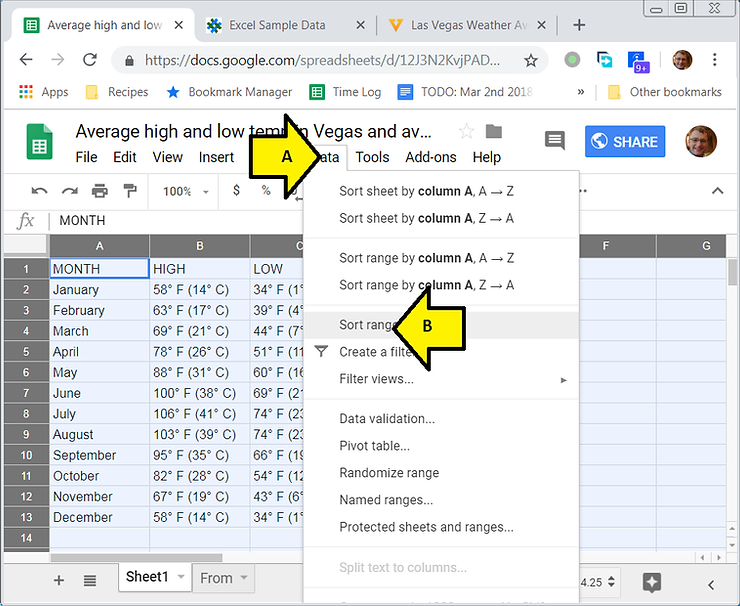 Average high and low
Excel Sample Data
Las Vegas Weather Av
https://docs.google.com/spreadsheets/d/12J3N2KvjPAD...
9+
Apps
Recipes
Bookmark Manager
Time Log
TODO: Mar 2nd 2018
»
Other bookmarks
Average high and low temp in Vegas and av...
SHARE
File Edit View Insert ata Tools Add-ons Help
A
100% $ %
fx MONTH
Sort sheet by column A, A → Z
Sort sheet by column A, Z → A
Sort range by column A, A → Z
Sort range by column A, Z → A
Sort range
B
Create a filte
Filter views...
Data validation...
Pivot table...
Randomize range
Named ranges...
Protected sheets and ranges...
Split text to columns...
A B C F G
1 MONTH HIGH LOW
2 January 58° F (14° C) 34° F (1°
3 February 63° F (17° C) 39° F (4°
4 March 69° F (21° C) 44° F (7°
5 April 78° F (26° C) 51° F (11
6 May 88° F (31° C) 60° F (16
7 June 100° F (38° C) 69° F (21
8 July 106° F (41° C) 74° F (23
9 August 103° F (39° C) 74° F (23
10 September 95° F (35° C) 66° F (19
11 October 82° F (28° C) 54° F (12
12 November 67° F (19° C) 43° F (6°
13 December 58° F (14° C) 34° F (1°
14
Sheet1 From
4.25